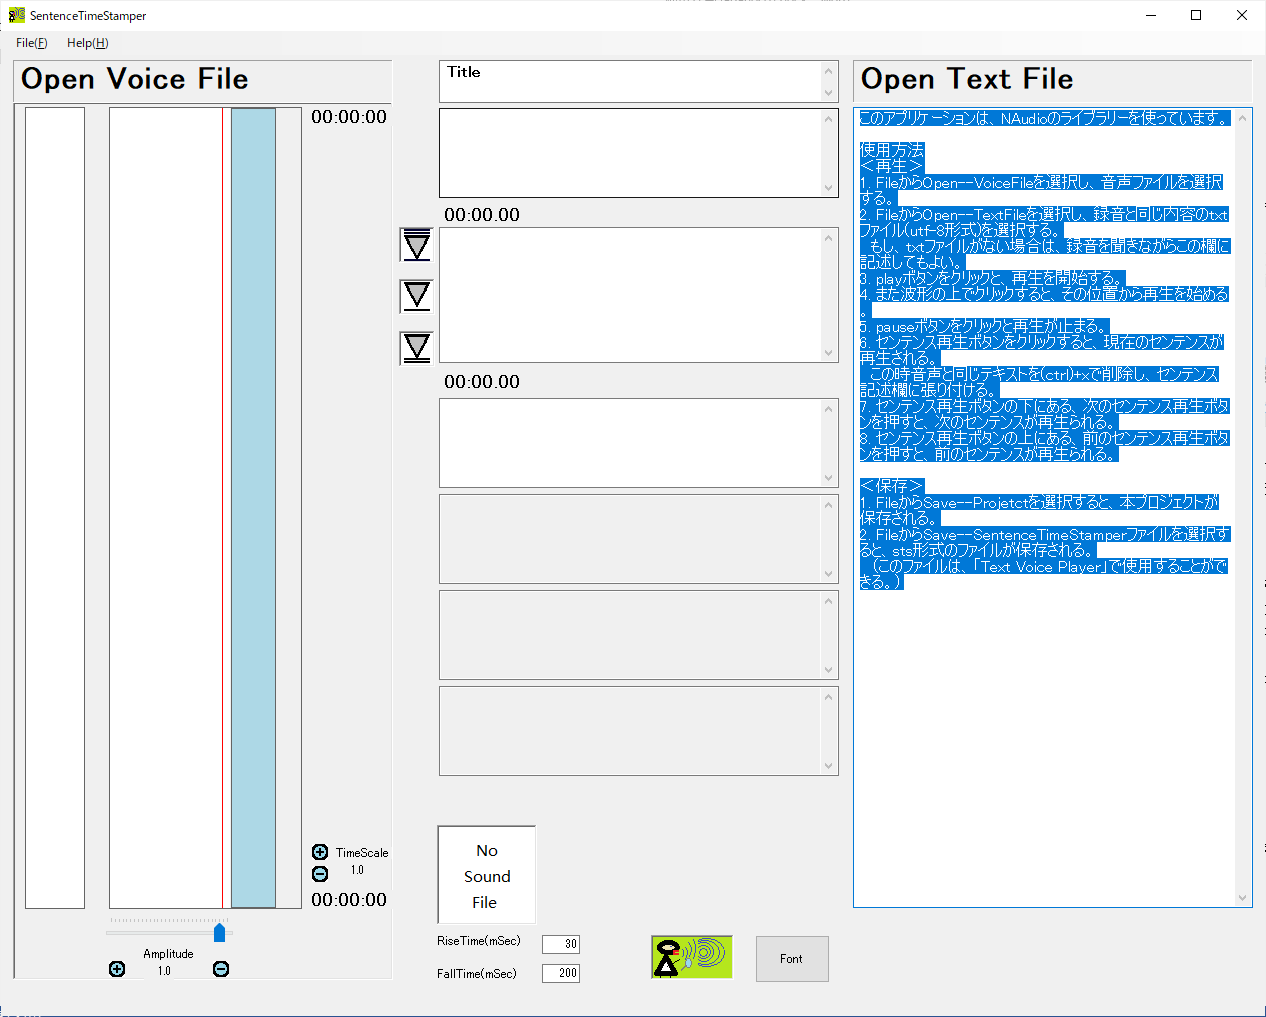 SentenceTimeStamper
File(F) Help(H)
Open Voice File
00:00:00
TimeScale
1.0
00:00:00
Amplitude
1.0
Title
00:00.00
00:00.00
No
Sound
File
RiseTime(mSec) 30
FallTime(mSec) 200
Font
Open Text File
このアプリケーションは、NAudioのライブラリーを使っています。
使用方法
＜再生＞
1. FileからOpen--VoiceFileを選択し、音声ファイルを選択
する。
2. FileからOpen--TextFileを選択し、録音と同じ内容のtxt
ファイル(utf-8形式)を選択する。
もし、txtファイルがない場合は、録音を聞きながらこの欄に
記述してもよい。
3. playボタンをクリックと、再生を開始する。
4. また波形の上でクリックすると、その位置から再生を始める
。
5. pauseボタンをクリックと再生が止まる。
6. センテンス再生ボタンをクリックすると、現在のセンテンスが
再生される。
この時音声と同じテキストを(ctrl)+xで削除し、センテンス
記述欄に張り付ける。
7. センテンス再生ボタンの下にある、次のセンテンス再生ボタ
ンを押すと、次のセンテンスが再生られる。
8. センテンス再生ボタンの上にある、前のセンテンス再生ボタ
ンを押すと、前のセンテンスが再生られる。
＜保存＞
1. FileからSave--Projetctを選択すると、本プロジェクトが
保存される。
2. FileからSave--SentenceTimeStamperファイルを選択す
ると、sts形式のファイルが保存される。
（このファイルは、「Text Voice Player」で使用することがで
きる。）